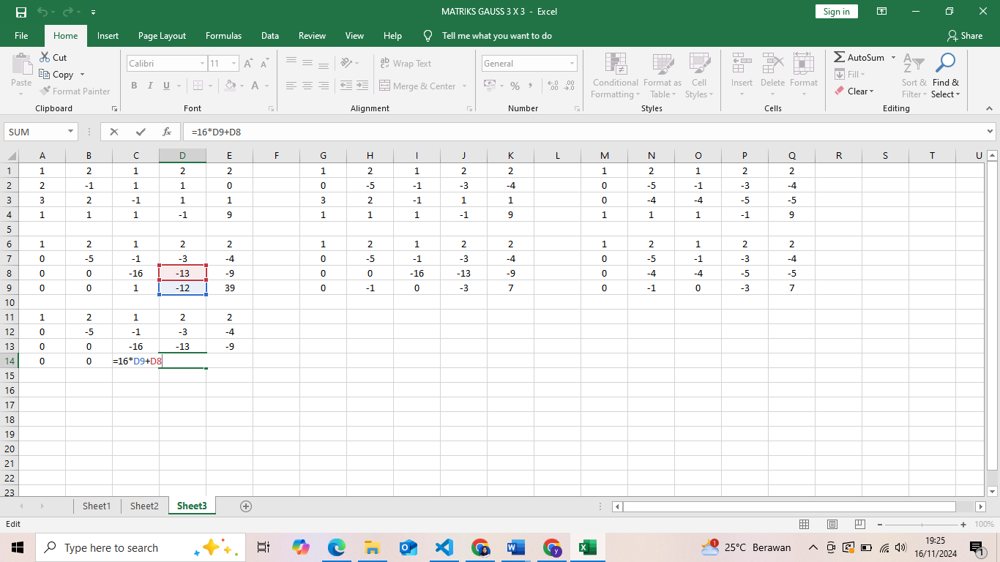 MATRIKS GAUSS 3 X 3 - Excel
Sign in
File Home Insert Page Layout Formulas Data Review View Help Tell me what you want to do Share
Paste Cut Copy Format Painter
Calibri 11
B I U
Wrap Text
Merge & Center
General
% ,
Conditional Formatting Format as Table Cell Styles
Insert Delete Format
AutoSum Fill Clear
Sort & Filter Find & Select
Clipboard Font Alignment Number Styles Cells Editing
SUM fx =16*D9+D8
A B C D E F G H I J K L M N O P Q R S T U
1 1 2 1 2 2 1 2 1 2 2 1 2 1 2 2
2 2 -1 1 1 0 0 -5 -1 -3 -4 0 -5 -1 -3 -4
3 3 2 -1 1 1 3 2 -1 1 1 0 -4 -4 -5 -5
4 1 1 1 -1 9 1 1 1 -1 9 1 1 1 -1 9
5
6 1 2 1 2 2 1 2 1 2 2 1 2 1 2 2
7 0 -5 -1 -3 -4 0 -5 -1 -3 -4 0 -5 -1 -3 -4
8 0 0 -16 -13 -9 0 0 -16 -13 -9 0 -4 -4 -5 -5
9 0 0 1 -12 39 0 -1 0 -3 7 0 -1 0 -3 7
10
11 1 2 1 2 2
12 0 -5 -1 -3 -4
13 0 0 -16 -13 -9
14 0 0 =16*D9+D8
15
16
17
18
19
20
21
22
23
Sheet1 Sheet2 Sheet3
Edit 100%
Type here to search
25°C Berawan
19:25
16/11/2024
1